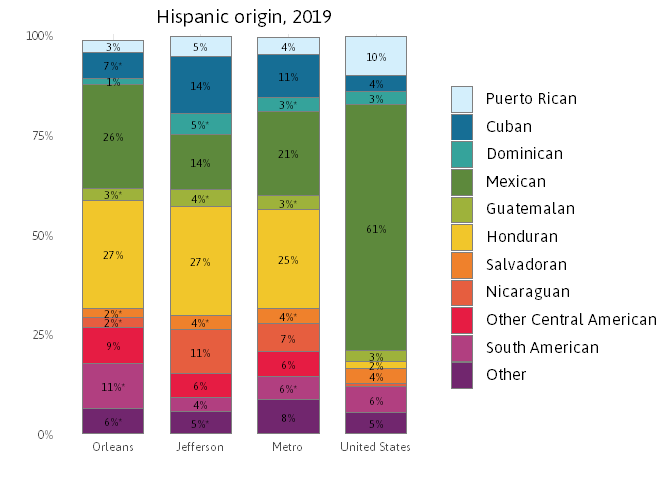 Hispanic origin, 2019
100%
75%
50%
25%
0%
3%
7%*
1%
26%
3%*
27%
2%*
2%*
9%
11%*
6%*
5%
14%
5%*
14%
4%*
27%
4%*
11%
6%
4%
5%*
4%
11%
3%*
21%
3%*
25%
4%*
7%
6%
6%*
8%
10%
4%
3%
61%
3%
2%
4%
6%
5%
Orleans
Jefferson
Metro
United States
Puerto Rican
Cuban
Dominican
Mexican
Guatemalan
Honduran
Salvadoran
Nicaraguan
Other Central American
South American
Other